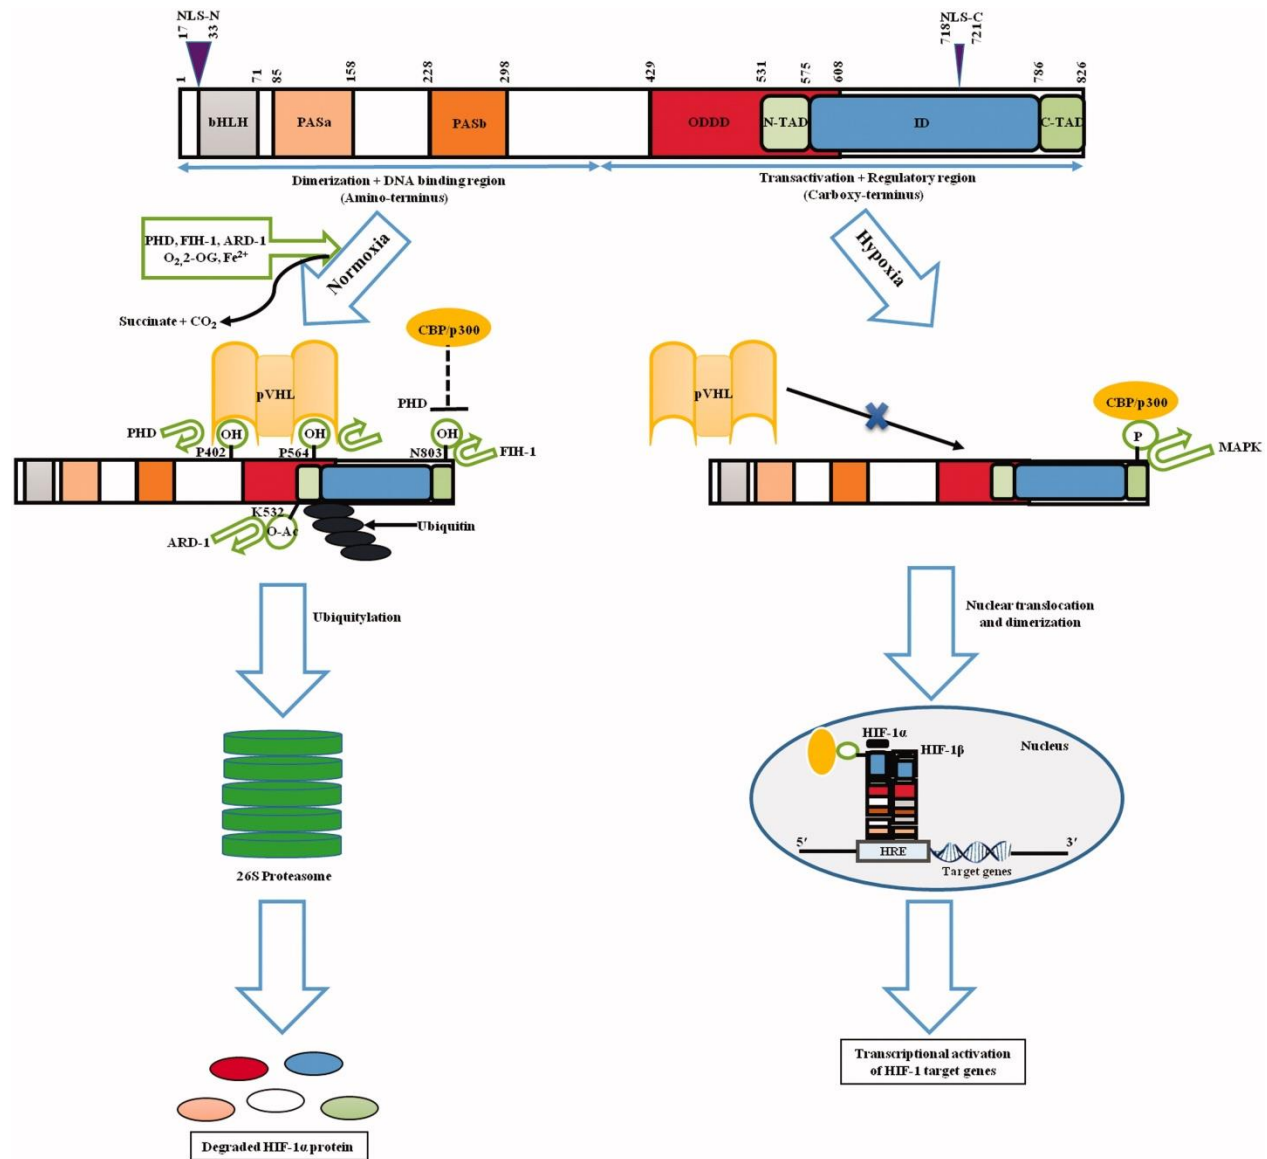 NLS-N
17
33
NLS-C
718
721
1
71
85
158
228
298
429
531
575
608
786
826
bHLH
PASa
PASb
ODDD
N-TAD
ID
C-TAD
Dimerization + DNA binding region
(Amino-terminus)
Transactivation + Regulatory region
(Carboxy-terminus)
PHD, FIH-1, ARD-1
O₂,2-OG, Fe²⁺
Normoxia
Hypoxia
Succinate + CO₂
CBP/p300
pVHL
PHD
PHD
OH
OH
OH
P402
P564
N803
FIH-1
K532
O-Ac
ARD-1
Ubiquitin
pVHL
CBP/p300
P
MAPK
Ubiquitylation
Nuclear translocation
and dimerization
26S Proteasome
HIF-1α
HIF-1β
Nucleus
5′
HRE
3′
Target genes
Transcriptional activation
of HIF-1 target genes
Degraded HIF-1α protein